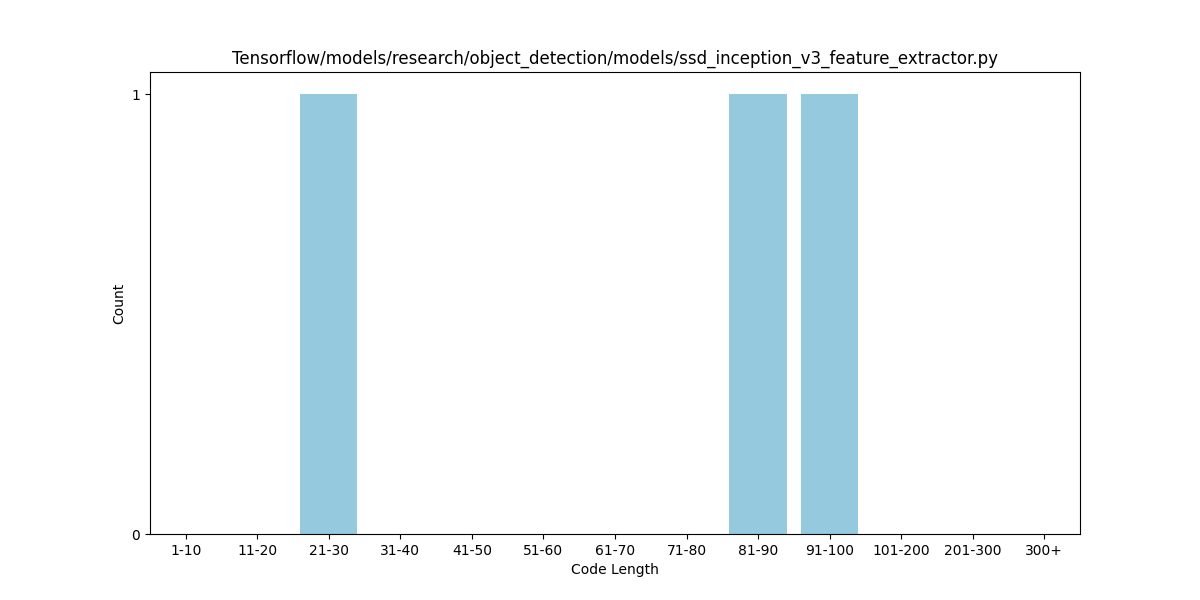 Tensorflow/models/research/object_detection/models/ssd_inception_v3_feature_extractor.py
1
Count
0
1-10 11-20 21-30 31-40 41-50 51-60 61-70 71-80 81-90 91-100 101-200 201-300 300+
Code Length